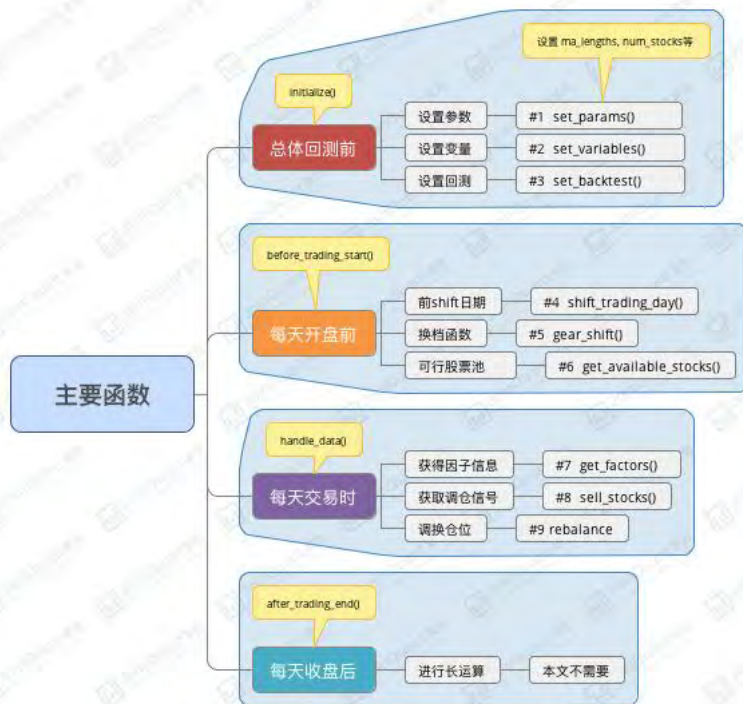 设置 ma_lengths, num_stocks等
initialize()
总体回测前
设置参数
#1 set_params()
设置变量
#2 set_variables()
设置回测
#3 set_backtest()
before_trading_start()
每天开盘前
前shift日期
#4 shift_trading_day()
换档函数
#5 gear_shift()
可行股票池
#6 get_available_stocks()
主要函数
handle_data()
每天交易时
获得因子信息
#7 get_factors()
获取调仓信号
#8 sell_stocks()
调换仓位
#9 rebalance
after_trading_end()
每天收盘后
进行长运算
本文不需要